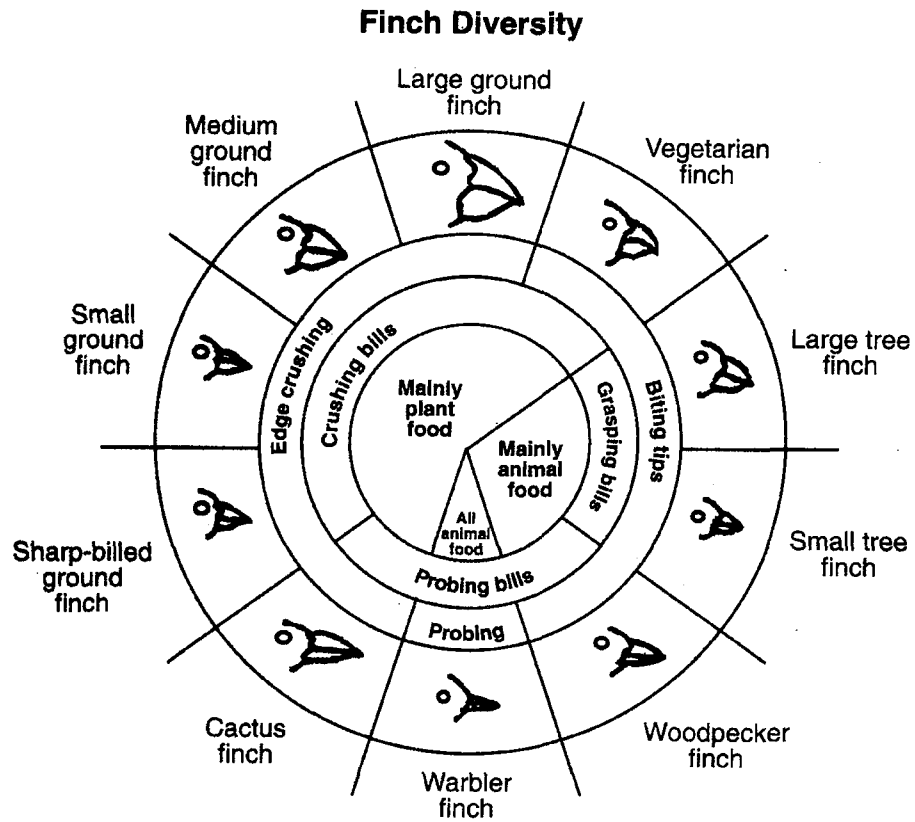 Finch Diversity
Large ground
finch
Vegetarian
finch
Large tree
finch
Small tree
finch
Woodpecker
finch
Warbler
finch
Cactus
finch
Sharp-billed
ground
finch
Small
ground
finch
Medium
ground
finch
Edge crushing
Biting tips
Probing
Crushing bills
Grasping bills
Probing bills
Mainly
plant
food
Mainly
animal
food
All
animal
food